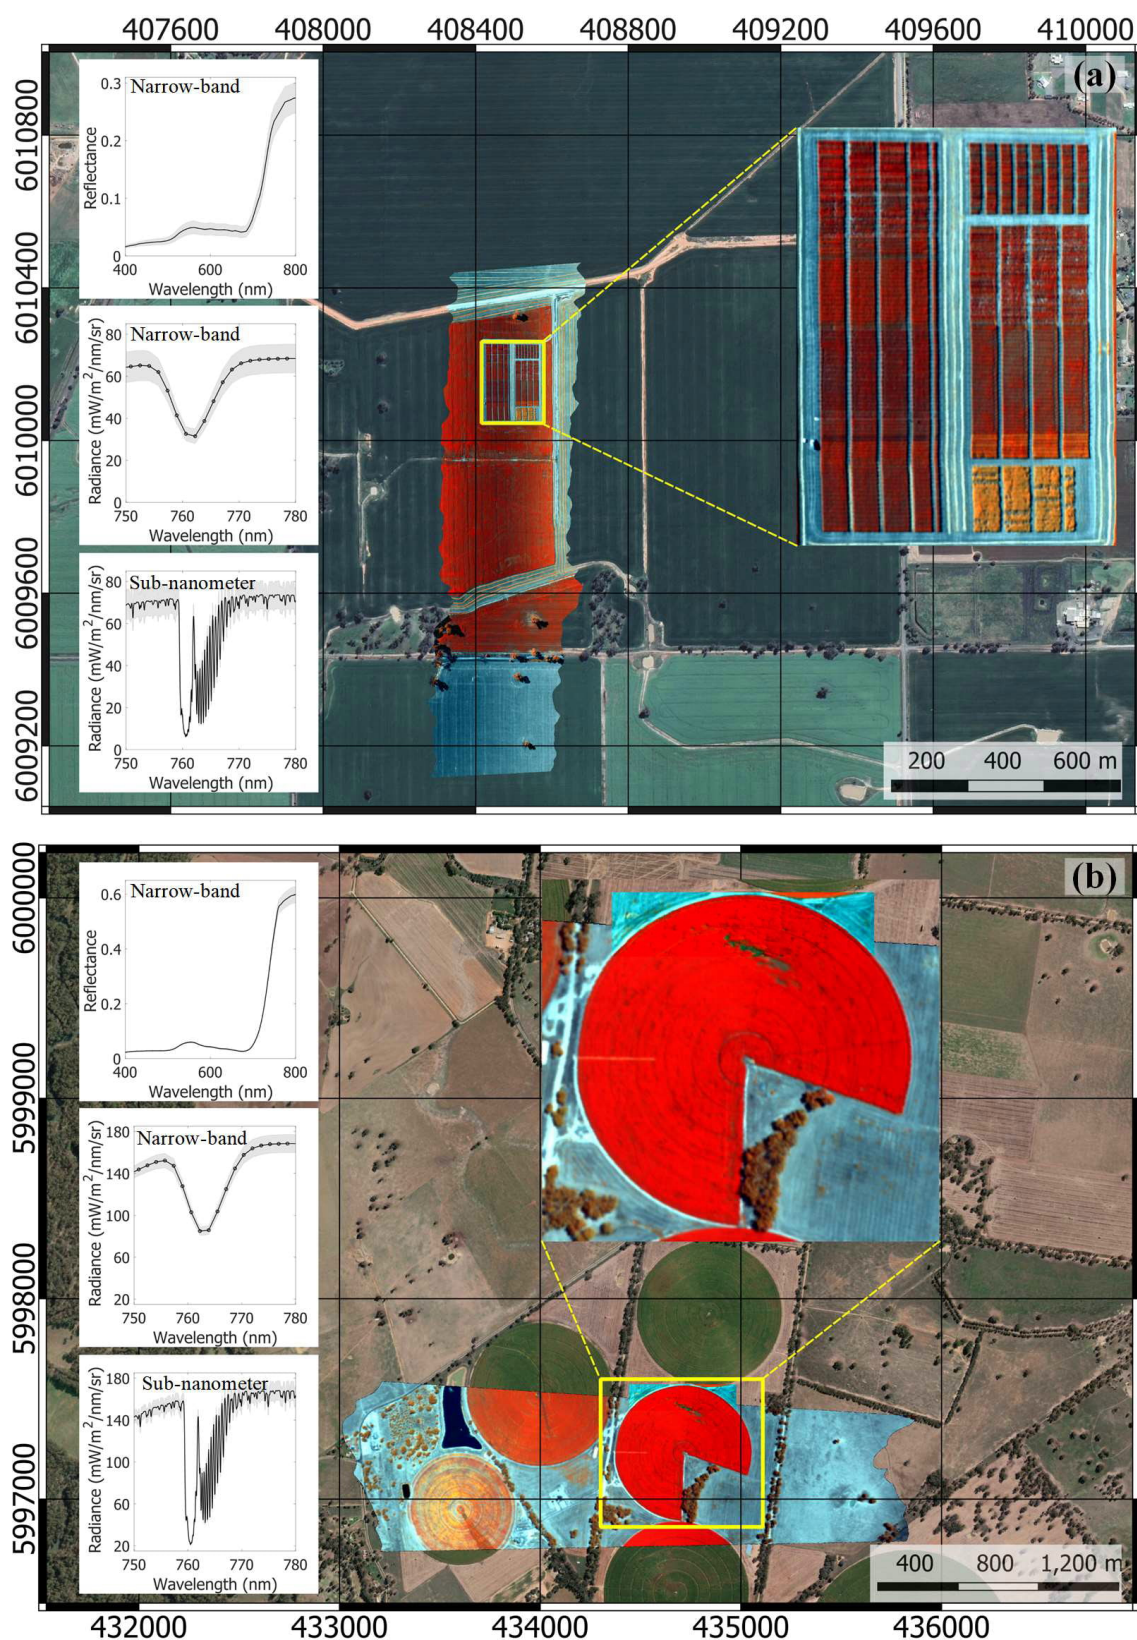 407600 408000 408400 408800 409200 409600 410000
(a)
6010800
6010400
6010000
6009600
6009200
Narrow-band
0.3
0.2
0.1
0
Reflectance
400 600 800
Wavelength (nm)
Narrow-band
80
60
40
20
0
Radiance (mW/m²/nm/sr)
750 760 770 780
Wavelength (nm)
Sub-nanometer
80
60
40
20
0
Radiance (mW/m²/nm/sr)
750 760 770 780
Wavelength (nm)
200 400 600 m
(b)
6000000
5999000
5998000
5997000
Narrow-band
0.6
0.4
0.2
0
Reflectance
400 600 800
Wavelength (nm)
Narrow-band
180
140
100
60
20
Radiance (mW/m²/nm/sr)
750 760 770 780
Wavelength (nm)
Sub-nanometer
180
140
100
60
20
Radiance (mW/m²/nm/sr)
750 760 770 780
Wavelength (nm)
400 800 1,200 m
432000 433000 434000 435000 436000